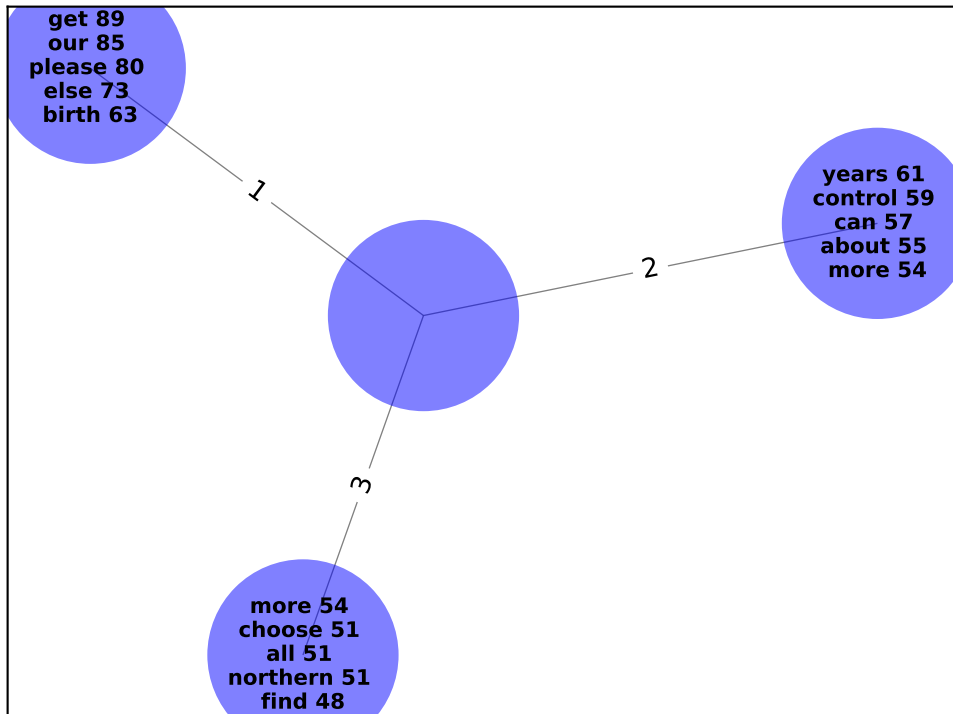 get 89
our 85
please 80
else 73
birth 63
1
years 61
control 59
can 57
about 55
more 54
2
3
more 54
choose 51
all 51
northern 51
find 48